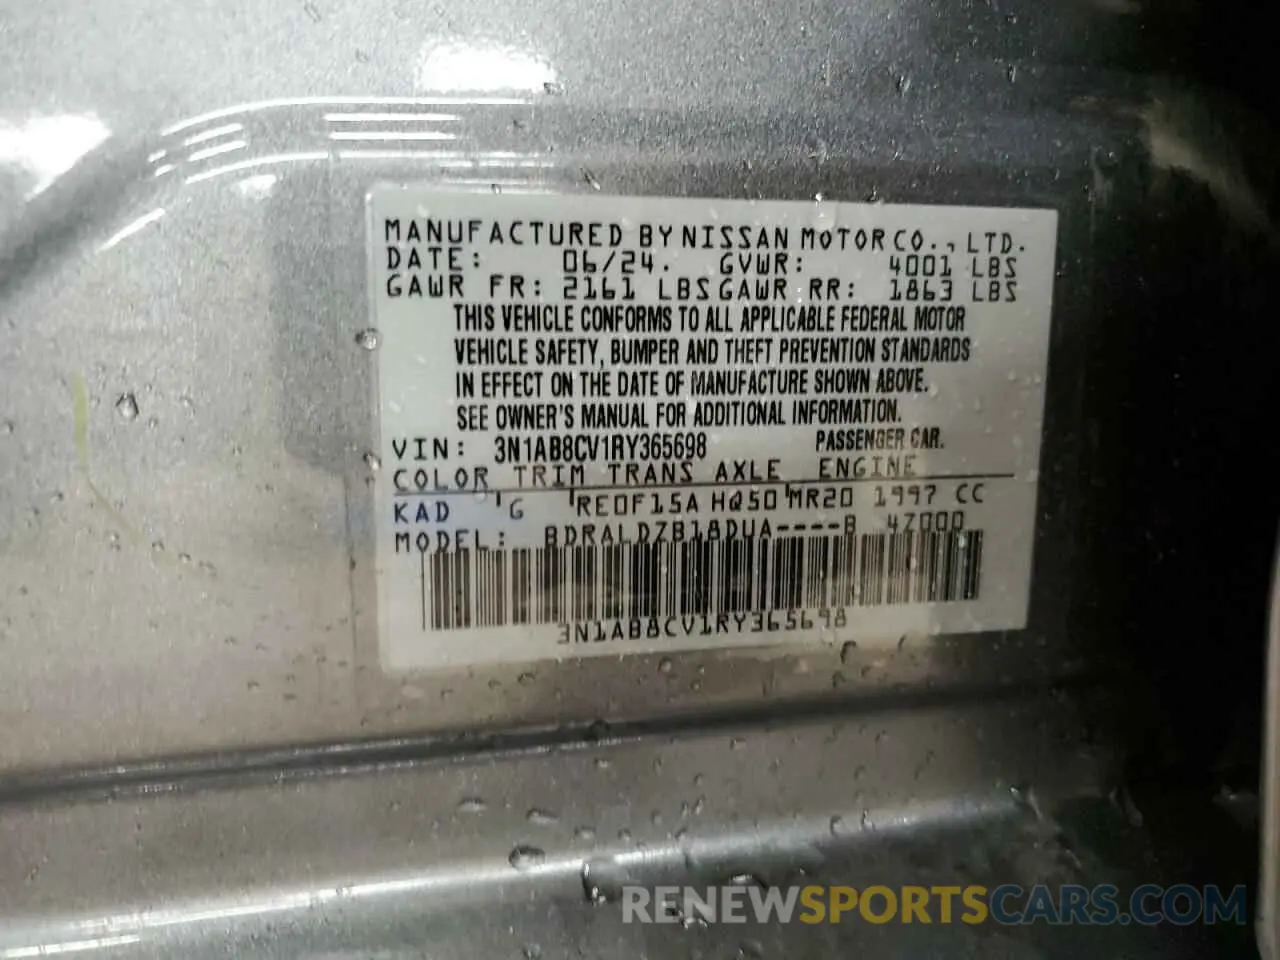 MANUFACTURED BY NISSAN MOTOR CO., LTD.
DATE: 06/24. GVWR: 4001 LBS
GAWR FR: 2161 LBS GAWR RR: 1863 LBS
THIS VEHICLE CONFORMS TO ALL APPLICABLE FEDERAL MOTOR
VEHICLE SAFETY, BUMPER AND THEFT PREVENTION STANDARDS
IN EFFECT ON THE DATE OF MANUFACTURE SHOWN ABOVE.
SEE OWNER'S MANUAL FOR ADDITIONAL INFORMATION.
VIN: 3N1AB8CV1RY365698 PASSENGER CAR.
COLOR TRIM TRANS AXLE ENGINE
KAD G RE0F15A HQ50 MR20 1997 CC
MODEL: BDRALDZB18DUA----B 4Z000
3N1AB8CV1RY365698
RENEWSPORTSCARS.COM